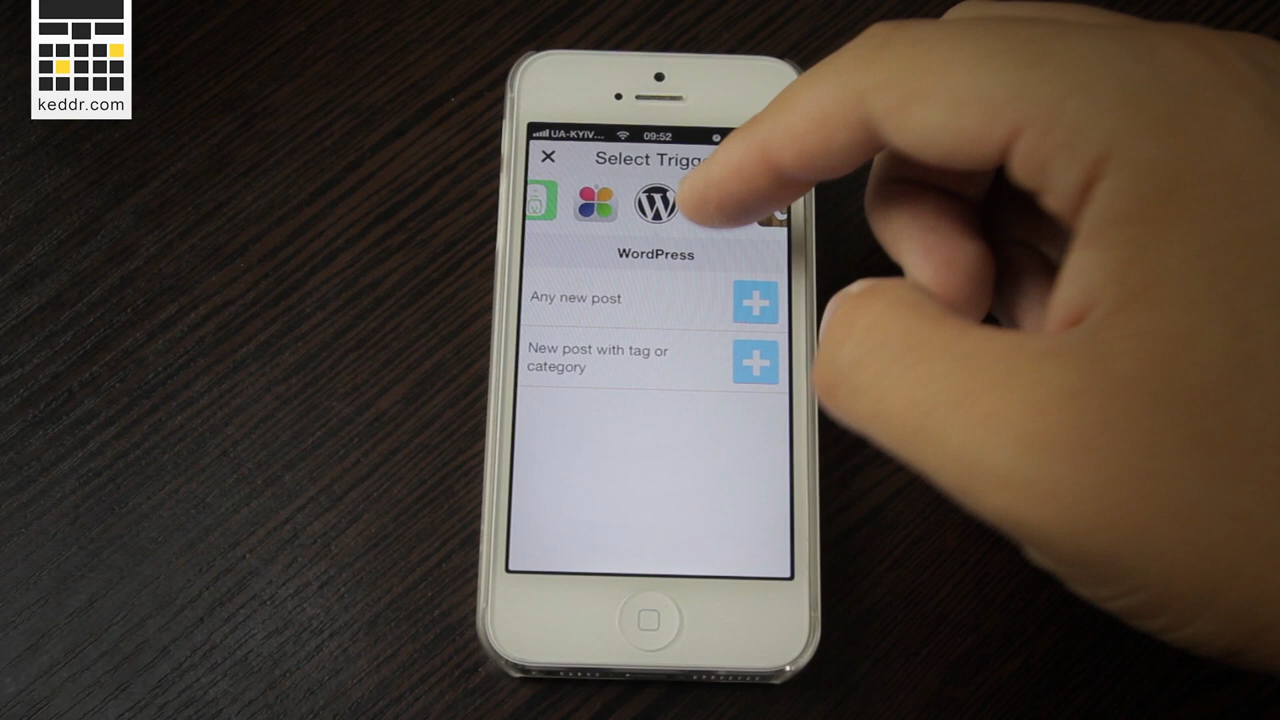 keddr.com
UA-KYIV... 09:52
Select Trigg
WordPress
Any new post
New post with tag or
category